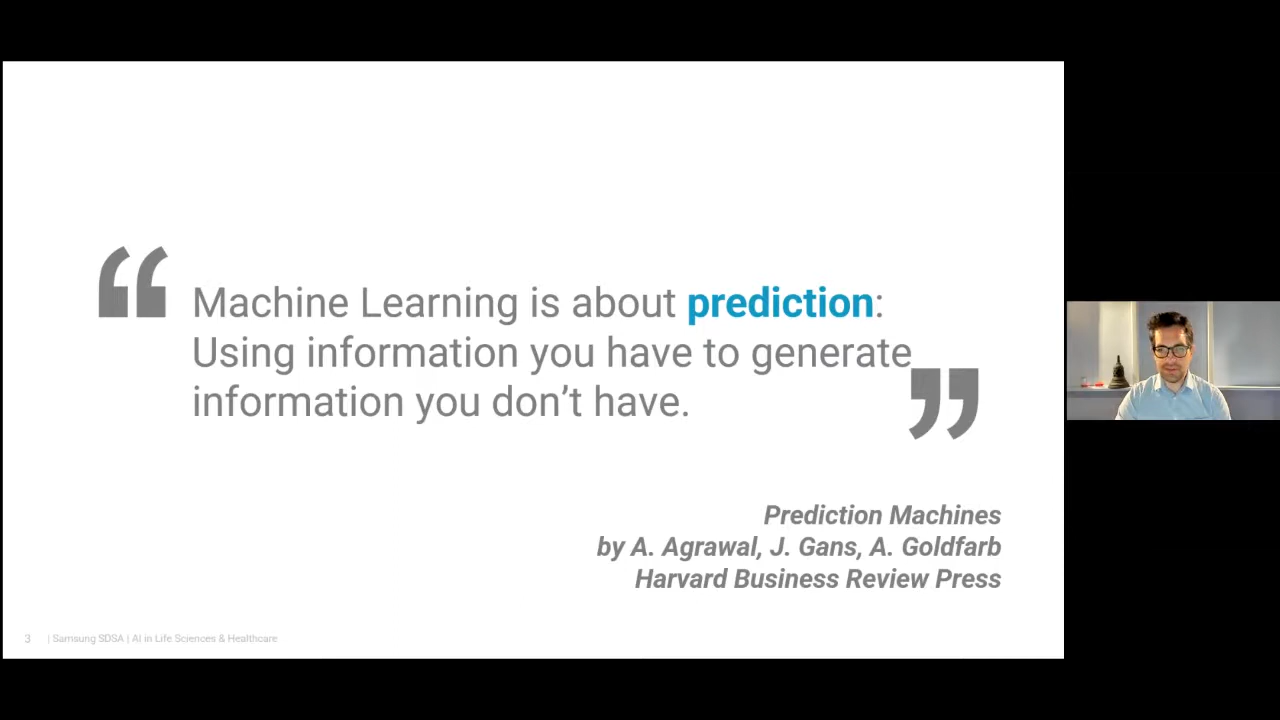 “
Machine Learning is about prediction:
Using information you have to generate
information you don’t have.
”
Prediction Machines
by A. Agrawal, J. Gans, A. Goldfarb
Harvard Business Review Press
3 | Samsung SDSA | AI in Life Sciences & Healthcare